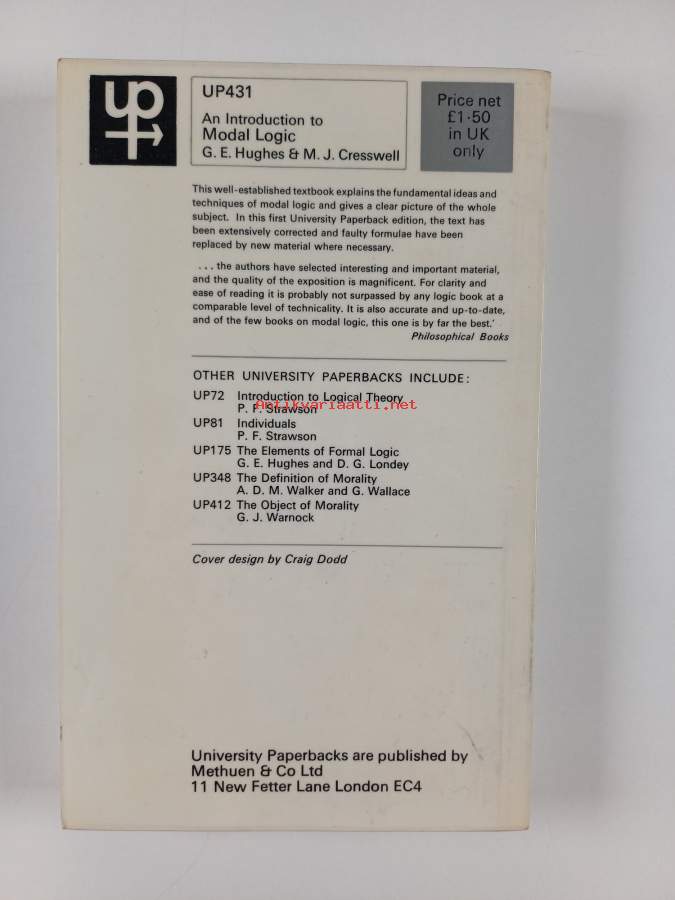 up
UP431
An Introduction to
Modal Logic
G. E. Hughes & M. J. Cresswell
Price net
£1·50
in UK
only
This well-established textbook explains the fundamental ideas and
techniques of modal logic and gives a clear picture of the whole
subject. In this first University Paperback edition, the text has
been extensively corrected and faulty formulae have been
replaced by new material where necessary.
... the authors have selected interesting and important material,
and the quality of the exposition is magnificent. For clarity and
ease of reading it is probably not surpassed by any logic book at a
comparable level of technicality. It is also accurate and up-to-date,
and of the few books on modal logic, this one is by far the best.'
Philosophical Books
OTHER UNIVERSITY PAPERBACKS INCLUDE:
UP72 Introduction to Logical Theory
P. F. Strawson
Antikvariaatti.net
UP81 Individuals
P. F. Strawson
UP175 The Elements of Formal Logic
G. E. Hughes and D. G. Londey
UP348 The Definition of Morality
A. D. M. Walker and G. Wallace
UP412 The Object of Morality
G. J. Warnock
Cover design by Craig Dodd
University Paperbacks are published by
Methuen & Co Ltd
11 New Fetter Lane London EC4